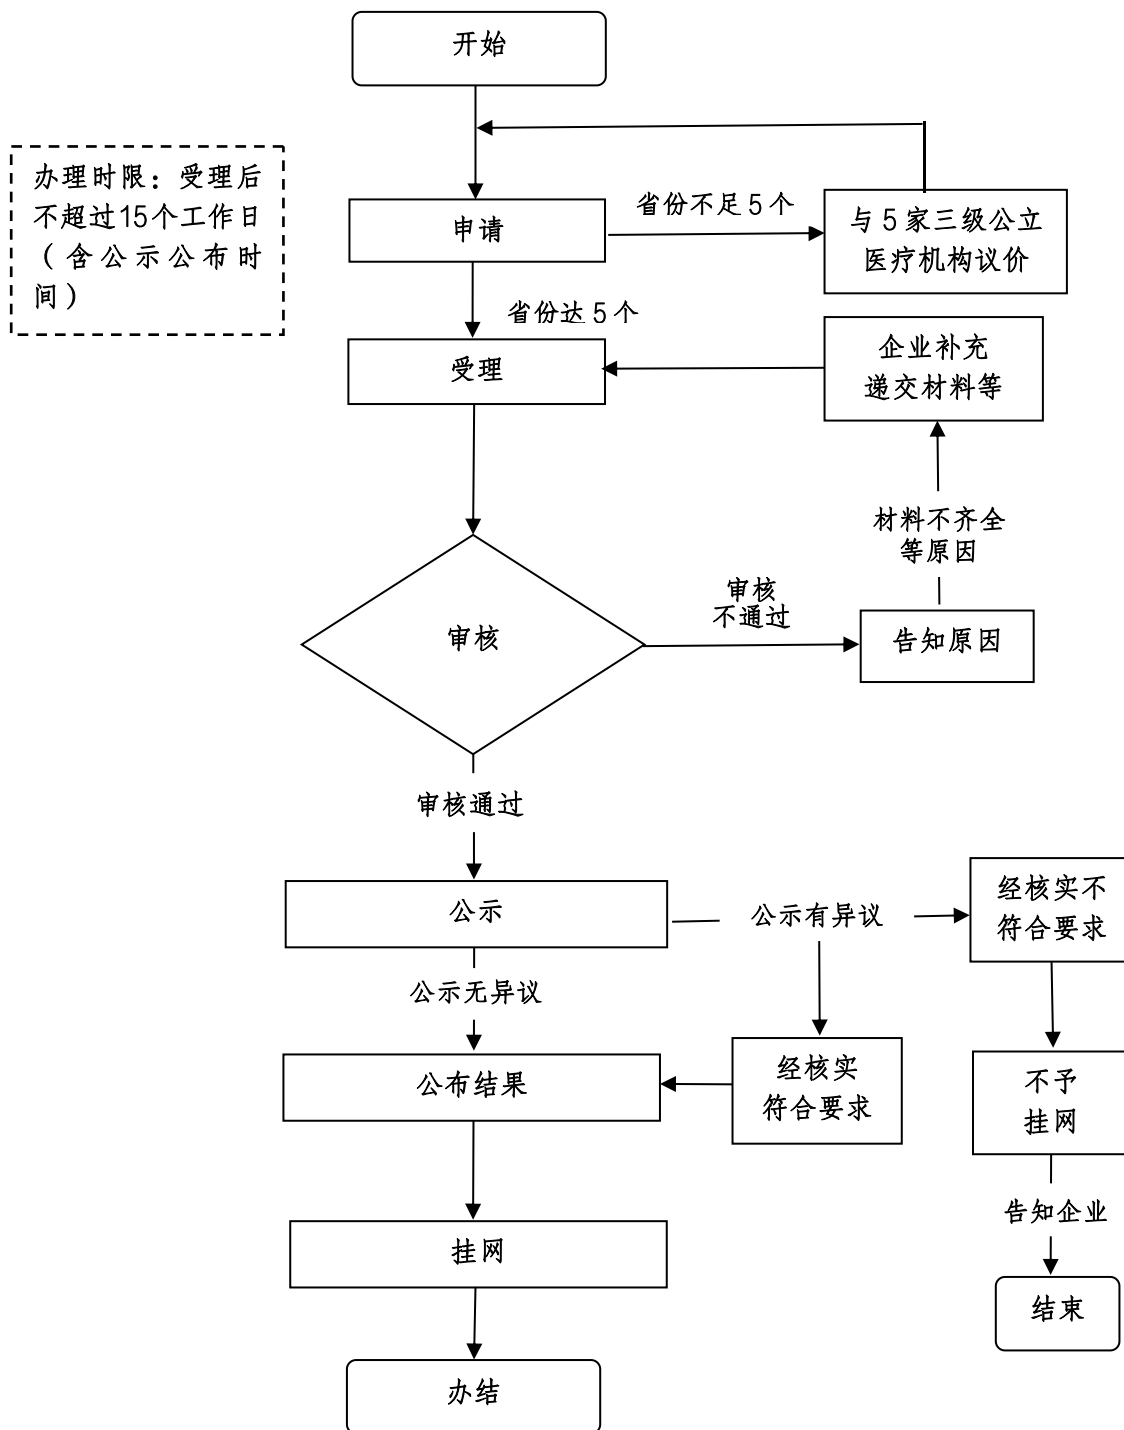 开始
办理时限：受理后
不超过15个工作日
（含公示公布时
间）
申请
省份不足5个
与5家三级公立
医疗机构议价
省份达5个
受理
企业补充
递交材料等
材料不齐全
等原因
审核
审核
不通过
告知原因
审核通过
公示
公示有异议
经核实不
符合要求
公示无异议
公布结果
经核实
符合要求
不予
挂网
告知企业
挂网
结束
办结